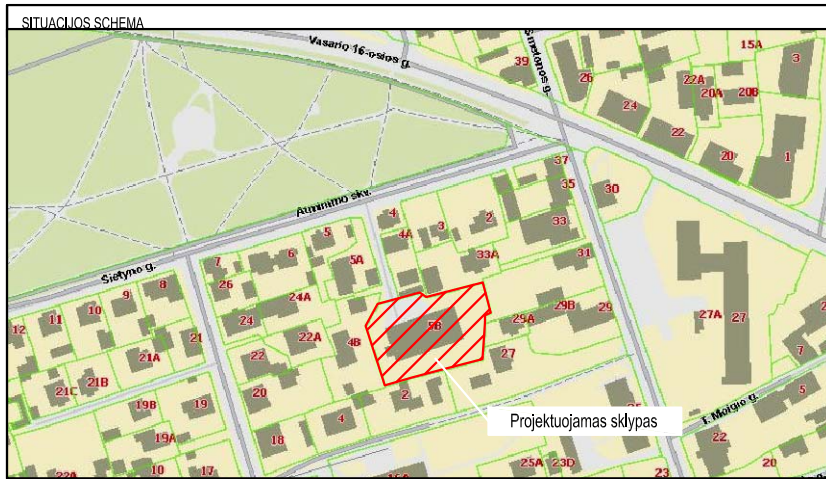 SITUACIJOS SCHEMA
Vasario 16-osios g.
Smetonos g.
15A
3
39
26
22A
20A
20B
24
22
20
1
37
35
30
Atminimo skv.
4
2
33
5
4A
3
6
33A
31
7
5A
Sietyno g.
26
8
24A
29B
29
27A
27
9
10
11
12
24
22A
4B
5B
29A
21
27
7
21A
22
21C
21B
20
2
5
19B
19
4
Projektuojamas sklypas
22
19A
18
10
17
25A
23D
23
20